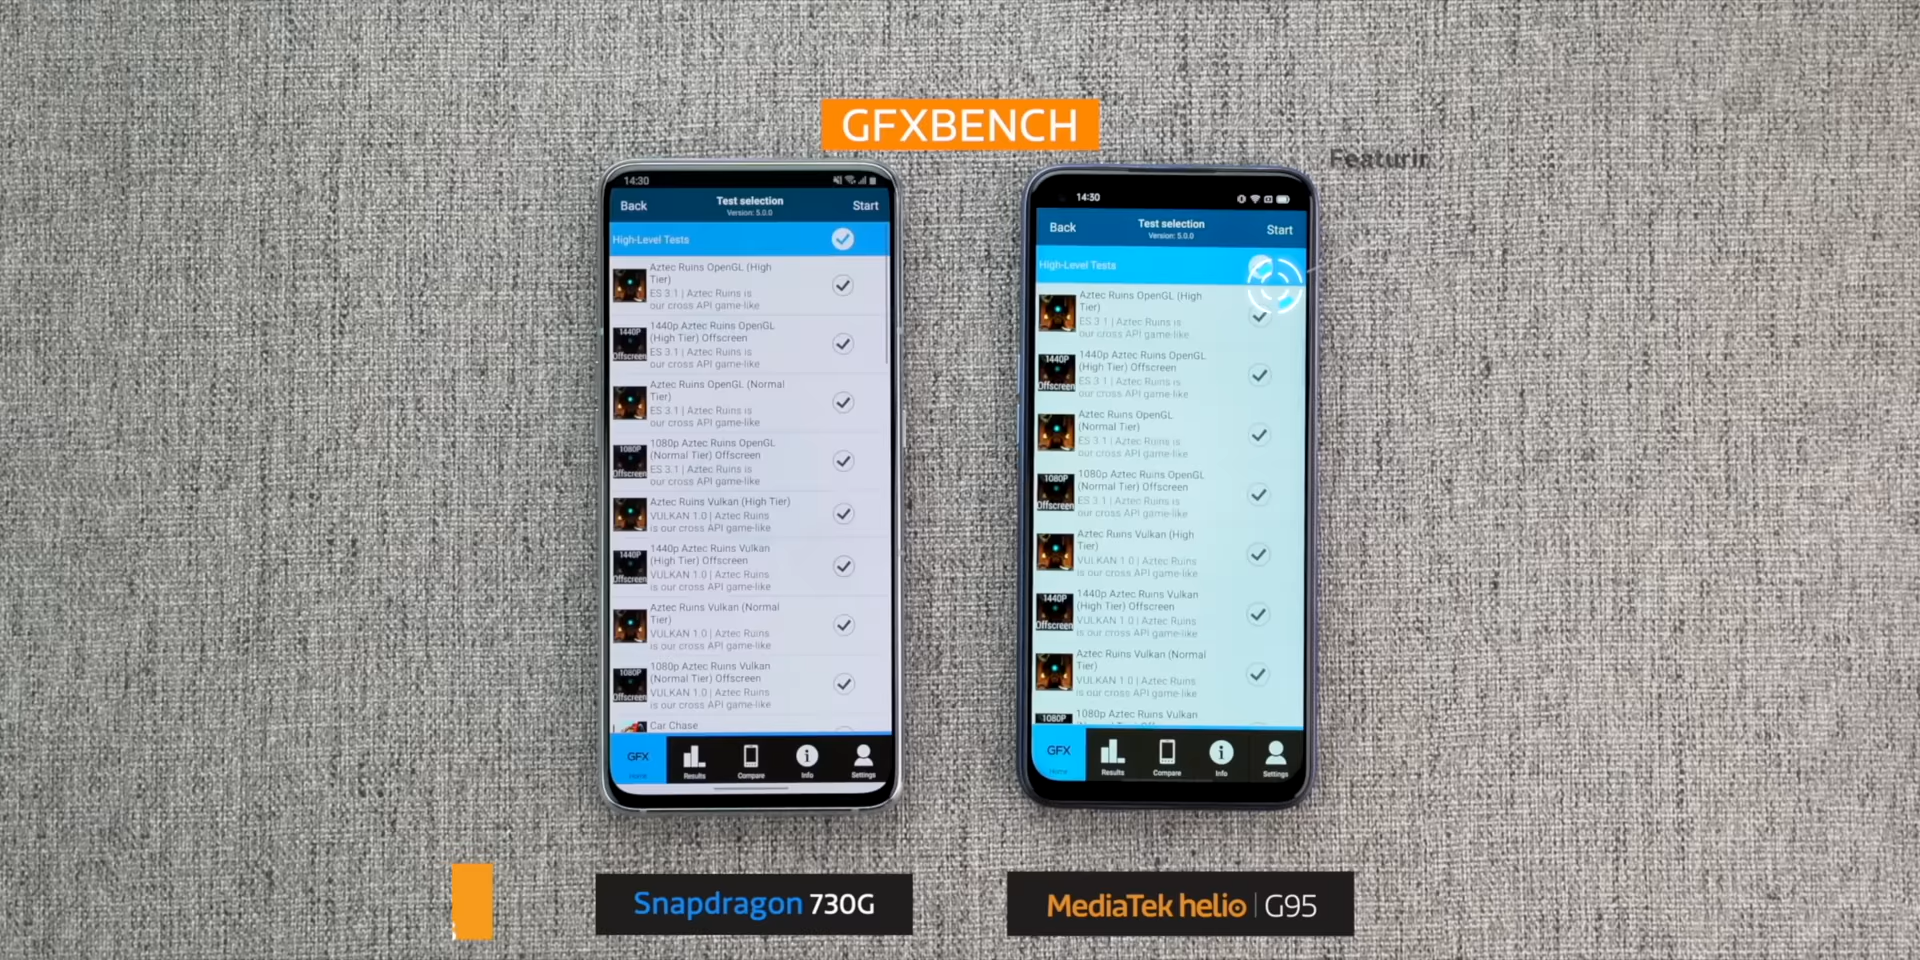 GFXBENCH
Featurin
14:30
Back
Test selection
Version: 5.0.0
Start
High-Level Tests
Aztec Ruins OpenGL (High
Tier)
ES 3.1 | Aztec Ruins is
our cross API game-like
1440P
Offscreen
1440p Aztec Ruins OpenGL
(High Tier) Offscreen
ES 3.1 | Aztec Ruins is
our cross API game-like
Aztec Ruins OpenGL (Normal
Tier)
ES 3.1 | Aztec Ruins is
our cross API game-like
1080P
Offscreen
1080p Aztec Ruins OpenGL
(Normal Tier) Offscreen
ES 3.1 | Aztec Ruins is
our cross API game-like
Aztec Ruins Vulkan (High Tier)
VULKAN 1.0 | Aztec Ruins
is our cross API game-like
1440P
Offscreen
1440p Aztec Ruins Vulkan
(High Tier) Offscreen
VULKAN 1.0 | Aztec Ruins
is our cross API game-like
Aztec Ruins Vulkan (Normal
Tier)
VULKAN 1.0 | Aztec Ruins
is our cross API game-like
1080P
Offscreen
1080p Aztec Ruins Vulkan
(Normal Tier) Offscreen
VULKAN 1.0 | Aztec Ruins
is our cross API game-like
Car Chase
GFX
Home
Results
Compare
Info
Settings
14:30
Back
Test selection
Version: 5.0.0
Start
High-Level Tests
Aztec Ruins OpenGL (High
Tier)
ES 3.1 | Aztec Ruins is
our cross API game-like
1440P
Offscreen
1440p Aztec Ruins OpenGL
(High Tier) Offscreen
ES 3.1 | Aztec Ruins is
our cross API game-like
Aztec Ruins OpenGL
(Normal Tier)
ES 3.1 | Aztec Ruins is
our cross API game-like
1080P
Offscreen
1080p Aztec Ruins OpenGL
(Normal Tier) Offscreen
ES 3.1 | Aztec Ruins is
our cross API game-like
Aztec Ruins Vulkan (High
Tier)
VULKAN 1.0 | Aztec Ruins
is our cross API game-like
1440P
Offscreen
1440p Aztec Ruins Vulkan
(High Tier) Offscreen
VULKAN 1.0 | Aztec Ruins
is our cross API game-like
Aztec Ruins Vulkan (Normal
Tier)
VULKAN 1.0 | Aztec Ruins
is our cross API game-like
1080P
1080p Aztec Ruins Vulkan
GFX
Home
Results
Compare
Info
Settings
Snapdragon 730G
MediaTek helio | G95